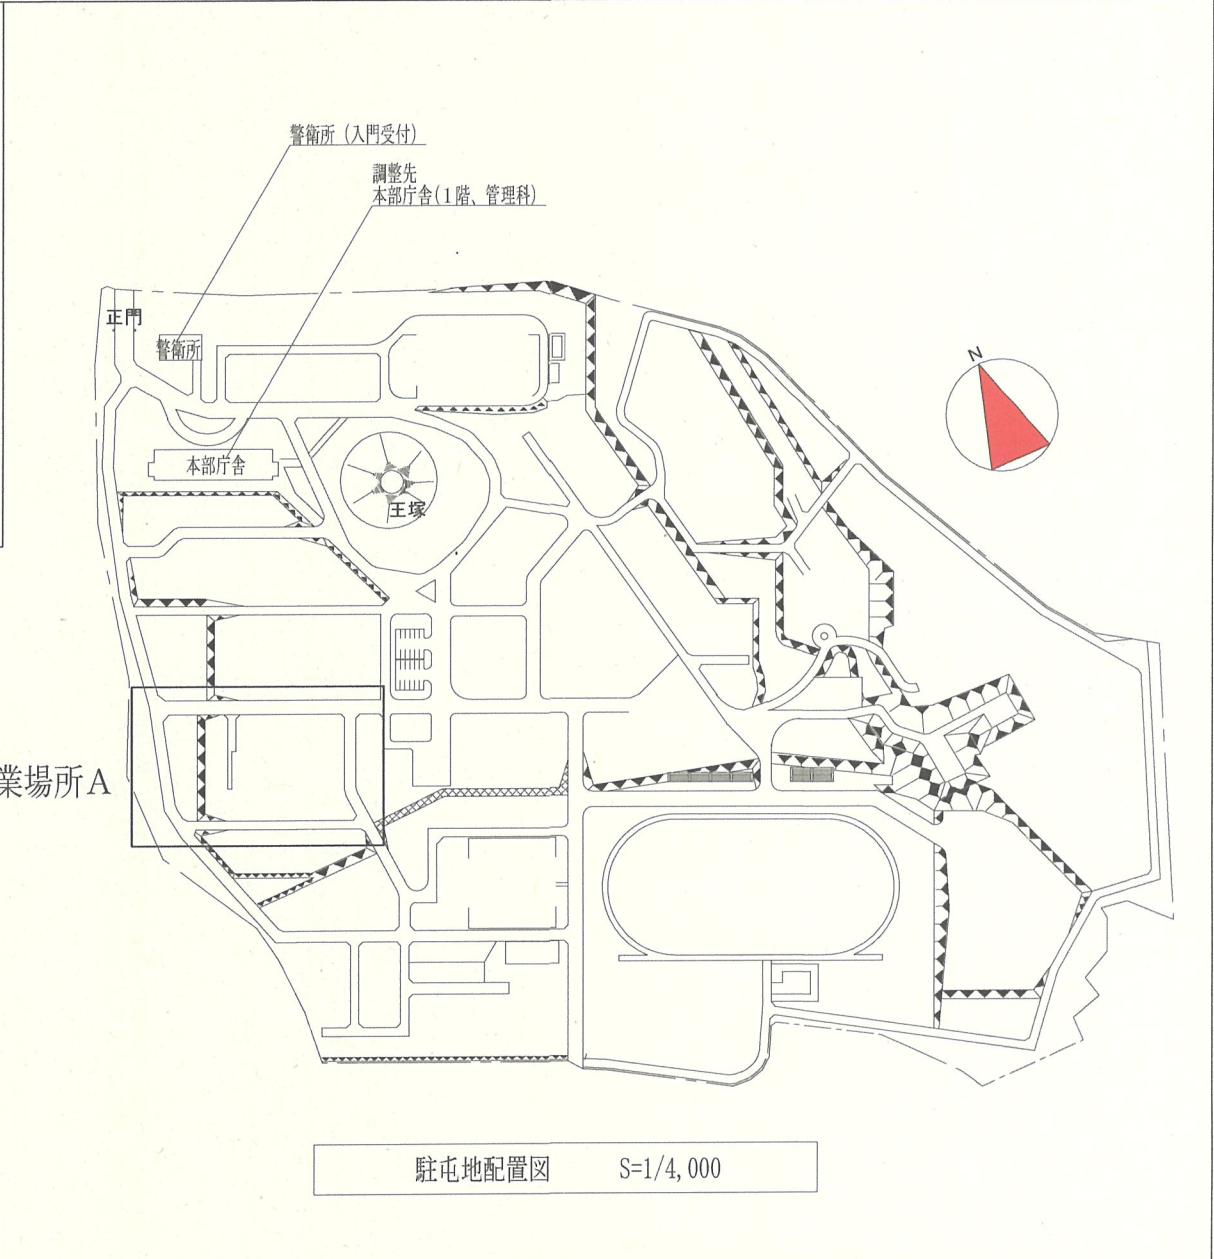 警衛所（入門受付）
調整先
本部庁舎(1階、管理科)
正門
警衛所
N
本部庁舎
王塚
業場所A
駐屯地配置図 S=1/4,000